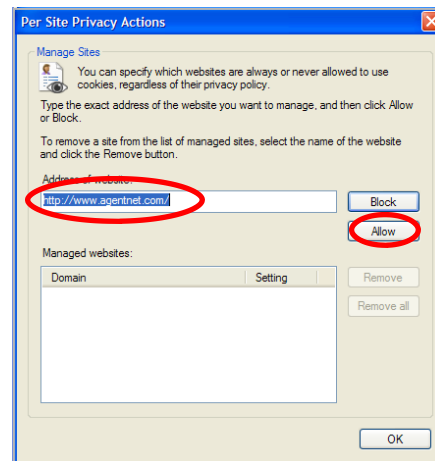 Per Site Privacy Actions
Manage Sites
You can specify which websites are always or never allowed to use
cookies, regardless of their privacy policy.
Type the exact address of the website you want to manage, and then click Allow
or Block.
To remove a site from the list of managed sites, select the name of the website
and click the Remove button.
Address of website:
http://www.agentnet.com/
Block
Allow
Managed websites:
Domain Setting
Remove
Remove all
OK